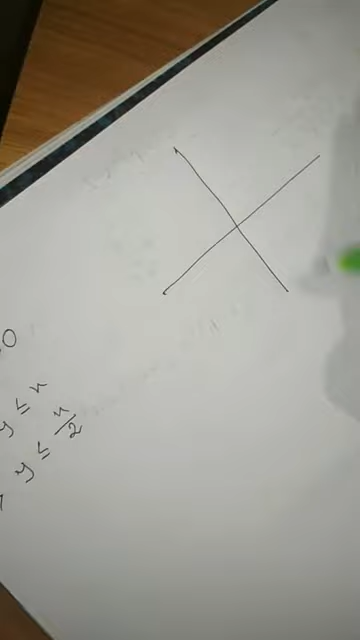 0
y ≤ x
y ≤ x/2